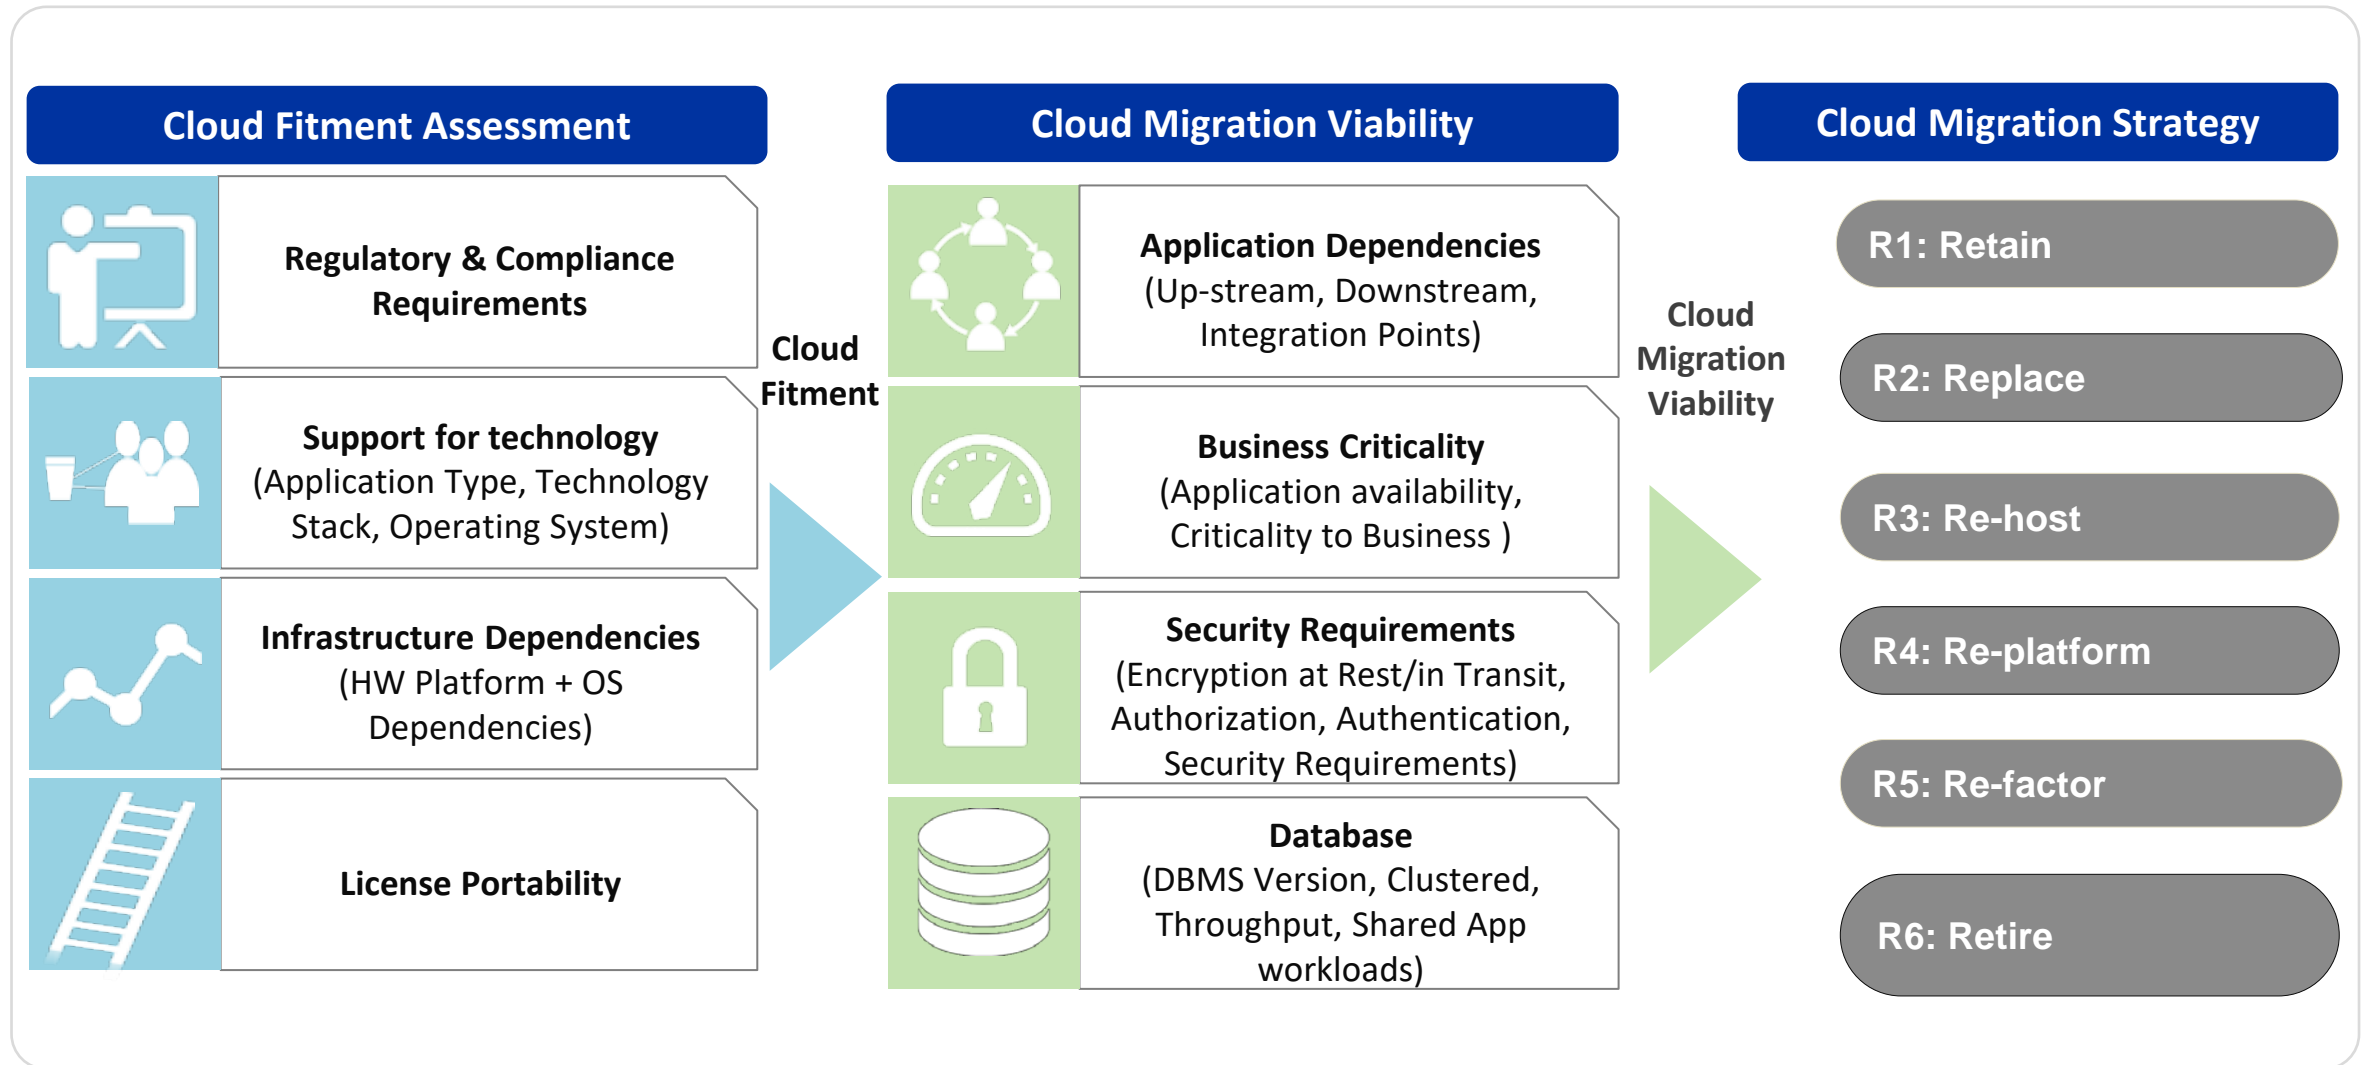 Cloud Fitment Assessment
Regulatory & Compliance
Requirements
Support for technology
(Application Type, Technology
Stack, Operating System)
Infrastructure Dependencies
(HW Platform + OS
Dependencies)
License Portability
Cloud
Fitment
Cloud Migration Viability
Application Dependencies
(Up-stream, Downstream,
Integration Points)
Business Criticality
(Application availability,
Criticality to Business )
Security Requirements
(Encryption at Rest/in Transit,
Authorization, Authentication,
Security Requirements)
Database
(DBMS Version, Clustered,
Throughput, Shared App
workloads)
Cloud
Migration
Viability
Cloud Migration Strategy
R1: Retain
R2: Replace
R3: Re-host
R4: Re-platform
R5: Re-factor
R6: Retire